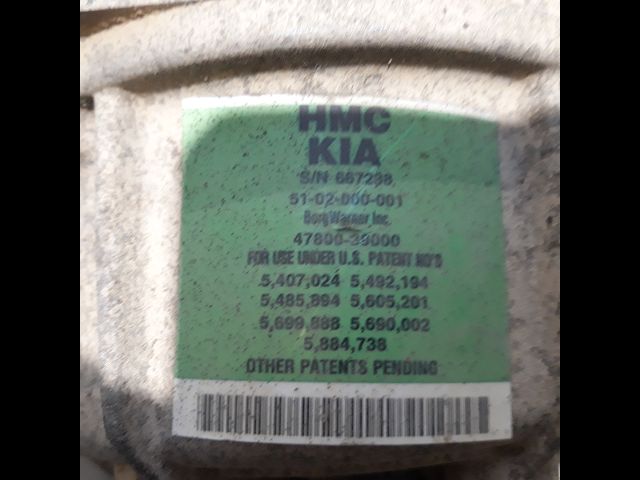 HMC
KIA
S/N 667238
51-02-000-001
BorgWarner, Inc.
47800-39000
FOR USE UNDER U.S. PATENT NO'S
5,407,024 5,492,194
5,485,894 5,605,201
5,699,888 5,690,002
5,884,738
OTHER PATENTS PENDING